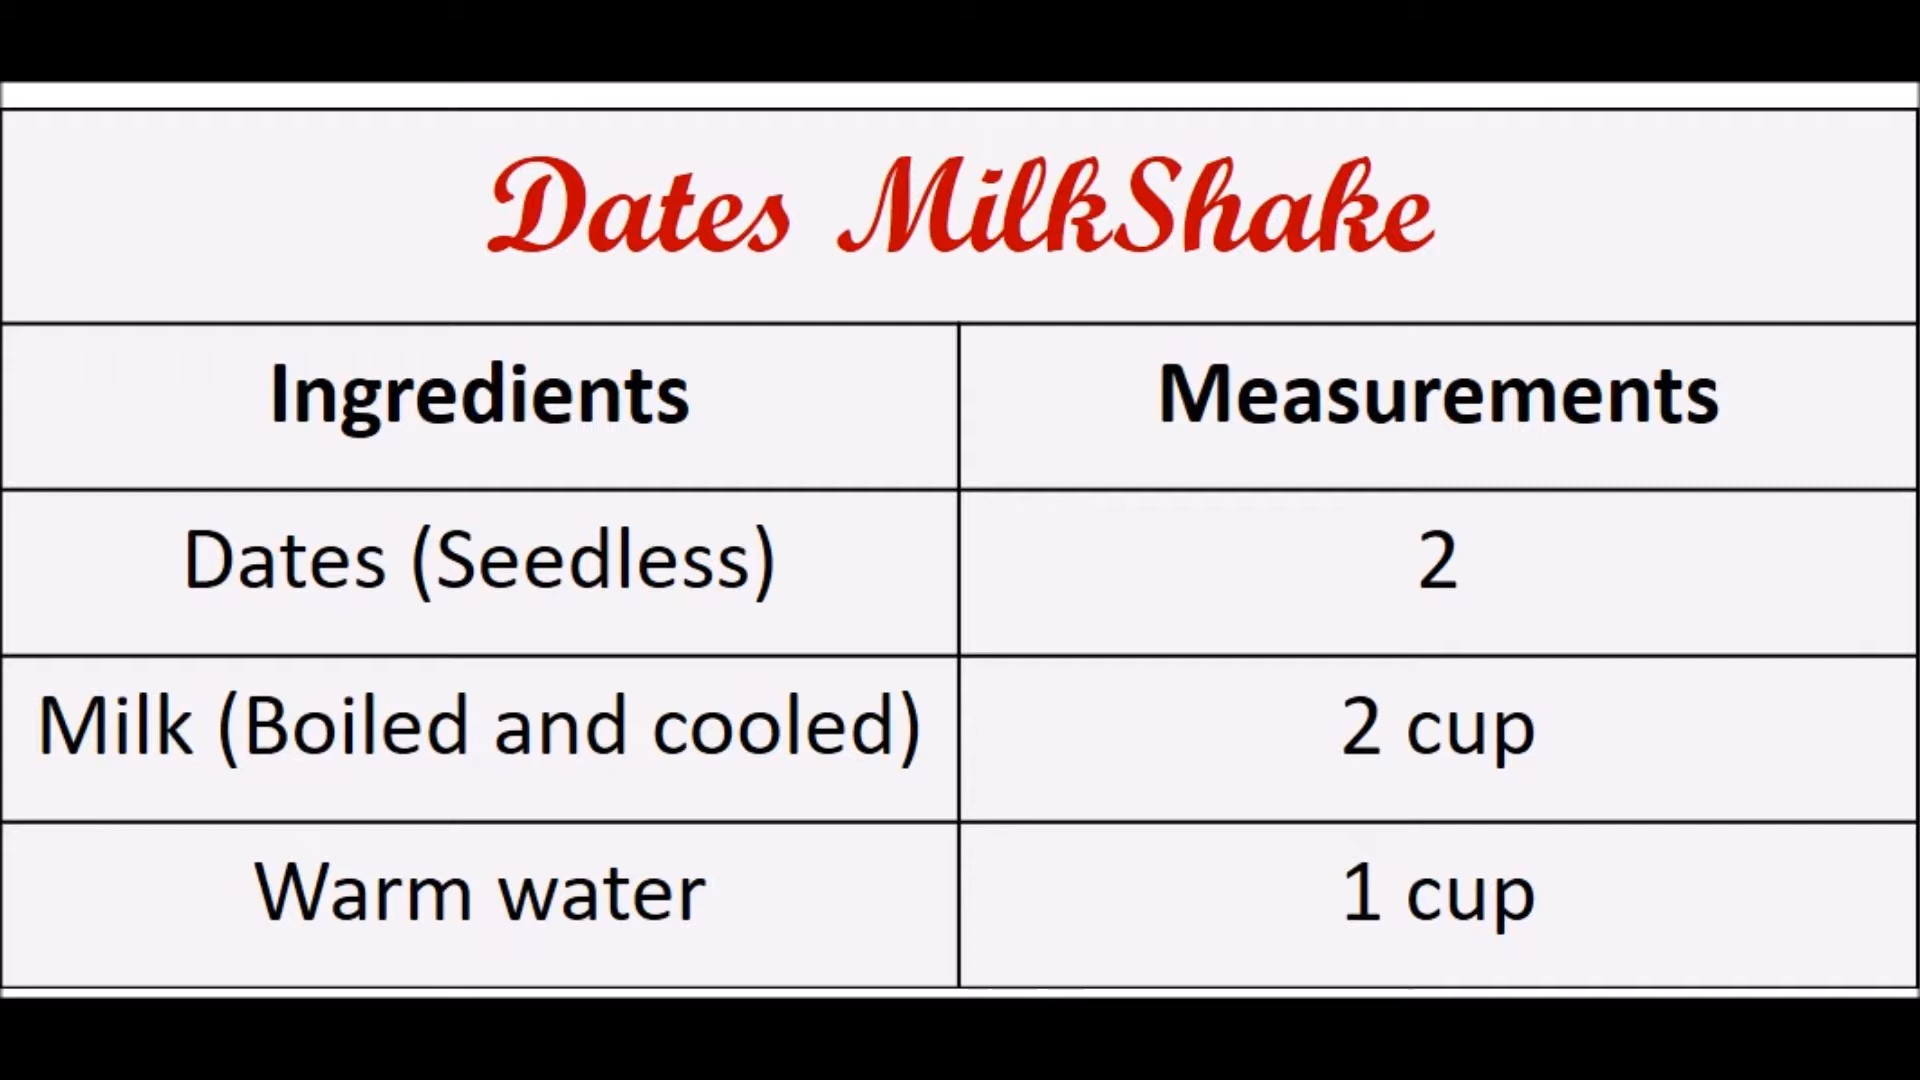 Dates MilkShake
Ingredients Measurements
Dates (Seedless) 2
Milk (Boiled and cooled) 2 cup
Warm water 1 cup